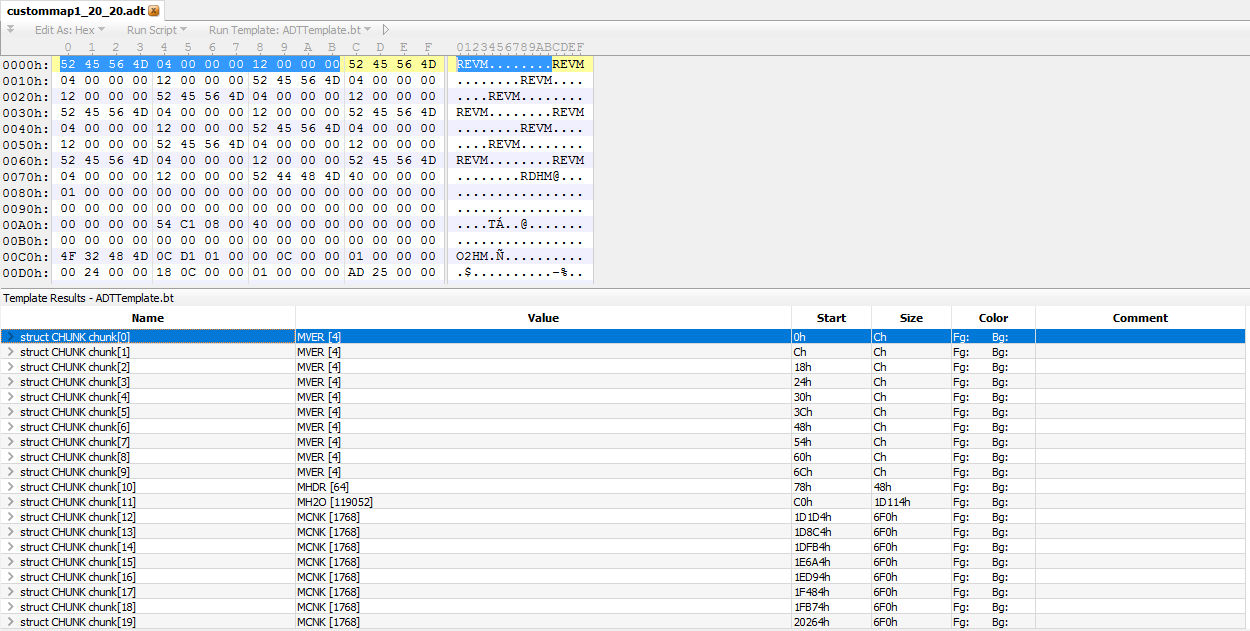 custommap1_20_20.adt
Edit As: Hex Run Script Run Template: ADTTemplate.bt
0 1 2 3 4 5 6 7 8 9 A B C D E F 0123456789ABCDEF
0000h: 52 45 56 4D 04 00 00 00 12 00 00 00 52 45 56 4D REVM........REVM
0010h: 04 00 00 00 12 00 00 00 52 45 56 4D 04 00 00 00 ........REVM....
0020h: 12 00 00 00 52 45 56 4D 04 00 00 00 12 00 00 00 ....REVM........
0030h: 52 45 56 4D 04 00 00 00 12 00 00 00 52 45 56 4D REVM........REVM
0040h: 04 00 00 00 12 00 00 00 52 45 56 4D 04 00 00 00 ........REVM....
0050h: 12 00 00 00 52 45 56 4D 04 00 00 00 12 00 00 00 ....REVM........
0060h: 52 45 56 4D 04 00 00 00 12 00 00 00 52 45 56 4D REVM........REVM
0070h: 04 00 00 00 12 00 00 00 52 44 48 4D 40 00 00 00 ........RDHM@...
0080h: 01 00 00 00 00 00 00 00 00 00 00 00 00 00 00 00 ................
0090h: 00 00 00 00 00 00 00 00 00 00 00 00 00 00 00 00 ................
00A0h: 00 00 00 00 54 C1 08 00 40 00 00 00 00 00 00 00 ....TÁ..@.......
00B0h: 00 00 00 00 00 00 00 00 00 00 00 00 00 00 00 00 ................
00C0h: 4F 32 48 4D 0C D1 01 00 00 0C 00 00 01 00 00 00 O2HM.Ñ..........
00D0h: 00 24 00 00 18 0C 00 00 01 00 00 00 AD 25 00 00 .$..........-%..
Template Results - ADTTemplate.bt
Name Value Start Size Color Comment
struct CHUNK chunk[0] MVER [4] 0h Ch Fg: Bg:
struct CHUNK chunk[1] MVER [4] Ch Ch Fg: Bg:
struct CHUNK chunk[2] MVER [4] 18h Ch Fg: Bg:
struct CHUNK chunk[3] MVER [4] 24h Ch Fg: Bg:
struct CHUNK chunk[4] MVER [4] 30h Ch Fg: Bg:
struct CHUNK chunk[5] MVER [4] 3Ch Ch Fg: Bg:
struct CHUNK chunk[6] MVER [4] 48h Ch Fg: Bg:
struct CHUNK chunk[7] MVER [4] 54h Ch Fg: Bg:
struct CHUNK chunk[8] MVER [4] 60h Ch Fg: Bg:
struct CHUNK chunk[9] MVER [4] 6Ch Ch Fg: Bg:
struct CHUNK chunk[10] MHDR [64] 78h 48h Fg: Bg:
struct CHUNK chunk[11] MH2O [119052] C0h 1D114h Fg: Bg:
struct CHUNK chunk[12] MCNK [1768] 1D1D4h 6F0h Fg: Bg:
struct CHUNK chunk[13] MCNK [1768] 1D8C4h 6F0h Fg: Bg:
struct CHUNK chunk[14] MCNK [1768] 1DFB4h 6F0h Fg: Bg:
struct CHUNK chunk[15] MCNK [1768] 1E6A4h 6F0h Fg: Bg:
struct CHUNK chunk[16] MCNK [1768] 1ED94h 6F0h Fg: Bg:
struct CHUNK chunk[17] MCNK [1768] 1F484h 6F0h Fg: Bg:
struct CHUNK chunk[18] MCNK [1768] 1FB74h 6F0h Fg: Bg:
struct CHUNK chunk[19] MCNK [1768] 20264h 6F0h Fg: Bg: